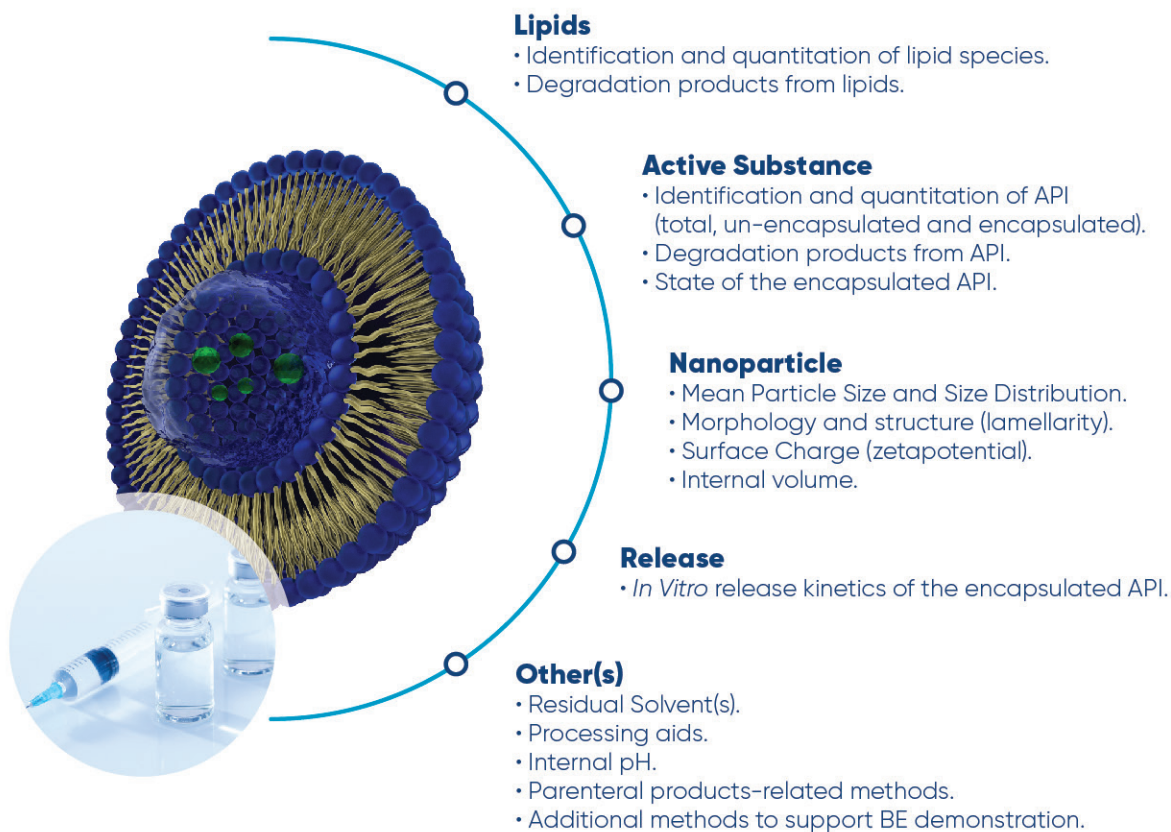 Lipids
• Identification and quantitation of lipid species.
• Degradation products from lipids.
Active Substance
• Identification and quantitation of API
(total, un-encapsulated and encapsulated).
• Degradation products from API.
• State of the encapsulated API.
Nanoparticle
• Mean Particle Size and Size Distribution.
• Morphology and structure (lamellarity).
• Surface Charge (zetapotential).
• Internal volume.
Release
• In Vitro release kinetics of the encapsulated API.
Other(s)
• Residual Solvent(s).
• Processing aids.
• Internal pH.
• Parenteral products-related methods.
• Additional methods to support BE demonstration.